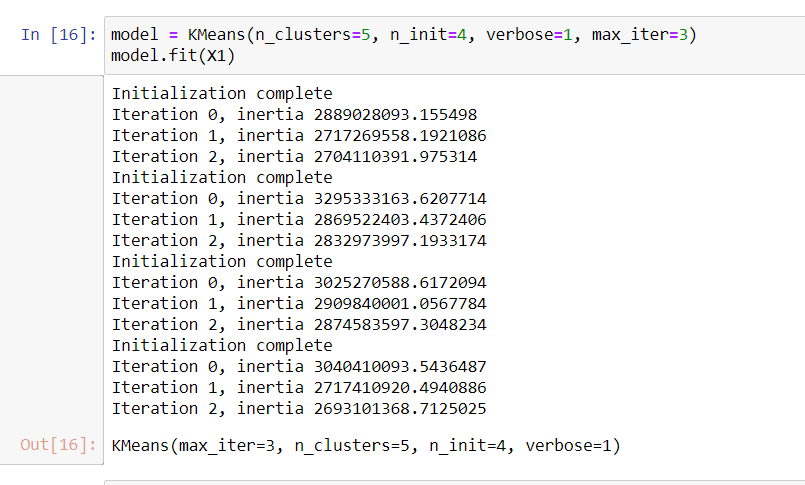 In [16]: model = KMeans(n_clusters=5, n_init=4, verbose=1, max_iter=3)
model.fit(X1)
Initialization complete
Iteration 0, inertia 2889028093.155498
Iteration 1, inertia 2717269558.1921086
Iteration 2, inertia 2704110391.975314
Initialization complete
Iteration 0, inertia 3295333163.6207714
Iteration 1, inertia 2869522403.4372406
Iteration 2, inertia 2832973997.1933174
Initialization complete
Iteration 0, inertia 3025270588.6172094
Iteration 1, inertia 2909840001.0567784
Iteration 2, inertia 2874583597.3048234
Initialization complete
Iteration 0, inertia 3040410093.5436487
Iteration 1, inertia 2717410920.4940886
Iteration 2, inertia 2693101368.7125025
Out[16]: KMeans(max_iter=3, n_clusters=5, n_init=4, verbose=1)